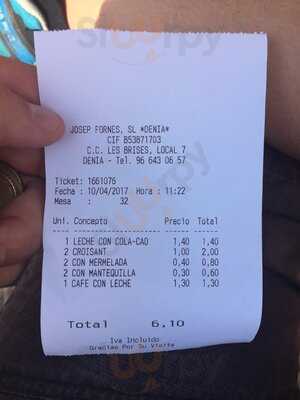 JOSEP FORNES, SL *DENIA*
CIF B53871703
C.C. LES BRISES, LOCAL 7
DENIA - Tel. 96 643 06 57
Ticket: 1661076
Fecha : 10/04/2017 Hora : 11:22
Mesa : 32
Uni. Concepto Precio Total
1 LECHE CON COLA-CAO 1,40 1,40
2 CROISANT 1,00 2,00
2 CON MERMELADA 0,40 0,80
2 CON MANTEQUILLA 0,30 0,60
1 CAFE CON LECHE 1,30 1,30
Total 6,10
Iva Incluido
Gracias Por Su Visita